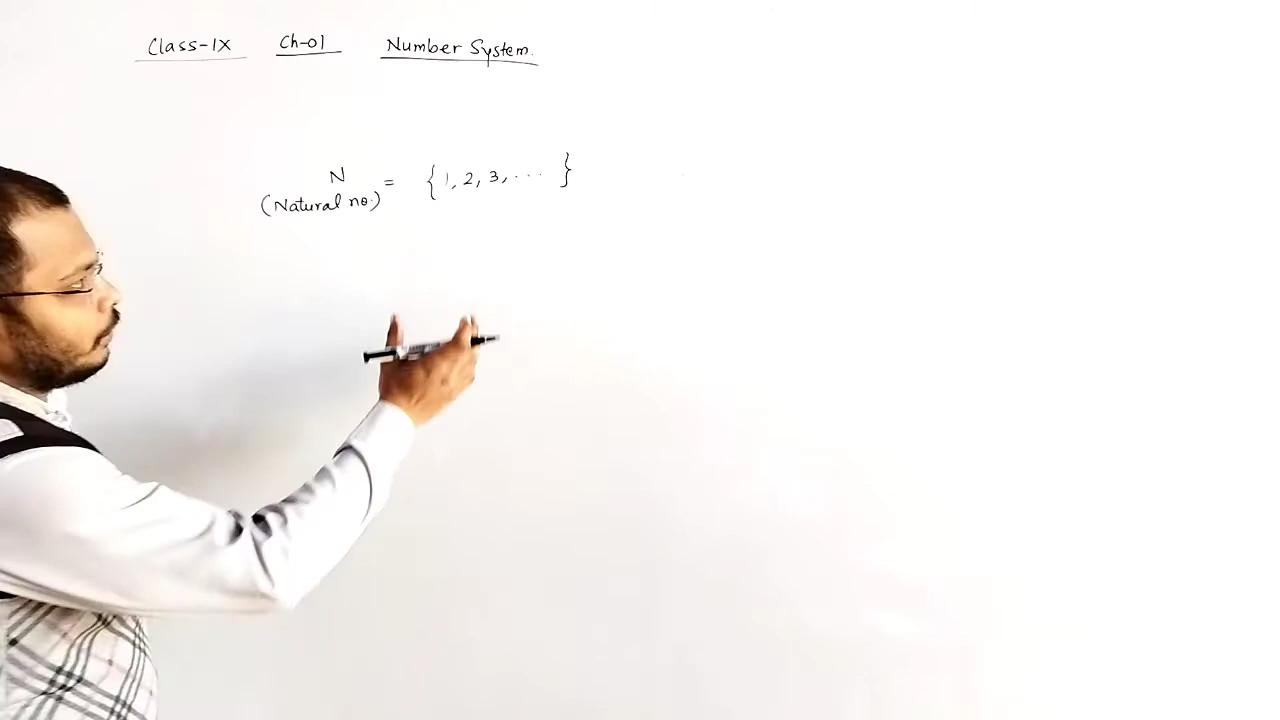 Class-IX Ch-01 Number System.
N = {1, 2, 3, ... }
(Natural no.)